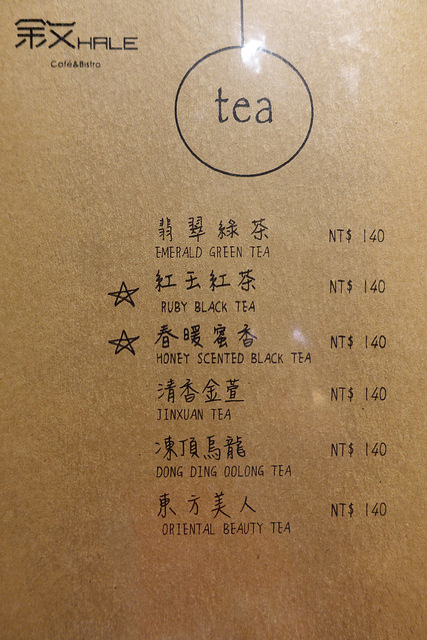 敘HALE
Café&Bistro
tea
翡翠綠茶 NT$ 140
EMERALD GREEN TEA
紅玉紅茶 NT$ 140
RUBY BLACK TEA
春暖蜜香 NT$ 140
HONEY SCENTED BLACK TEA
清香金萱 NT$ 140
JINXUAN TEA
凍頂烏龍 NT$ 140
DONG DING OOLONG TEA
東方美人 NT$ 140
ORIENTAL BEAUTY TEA